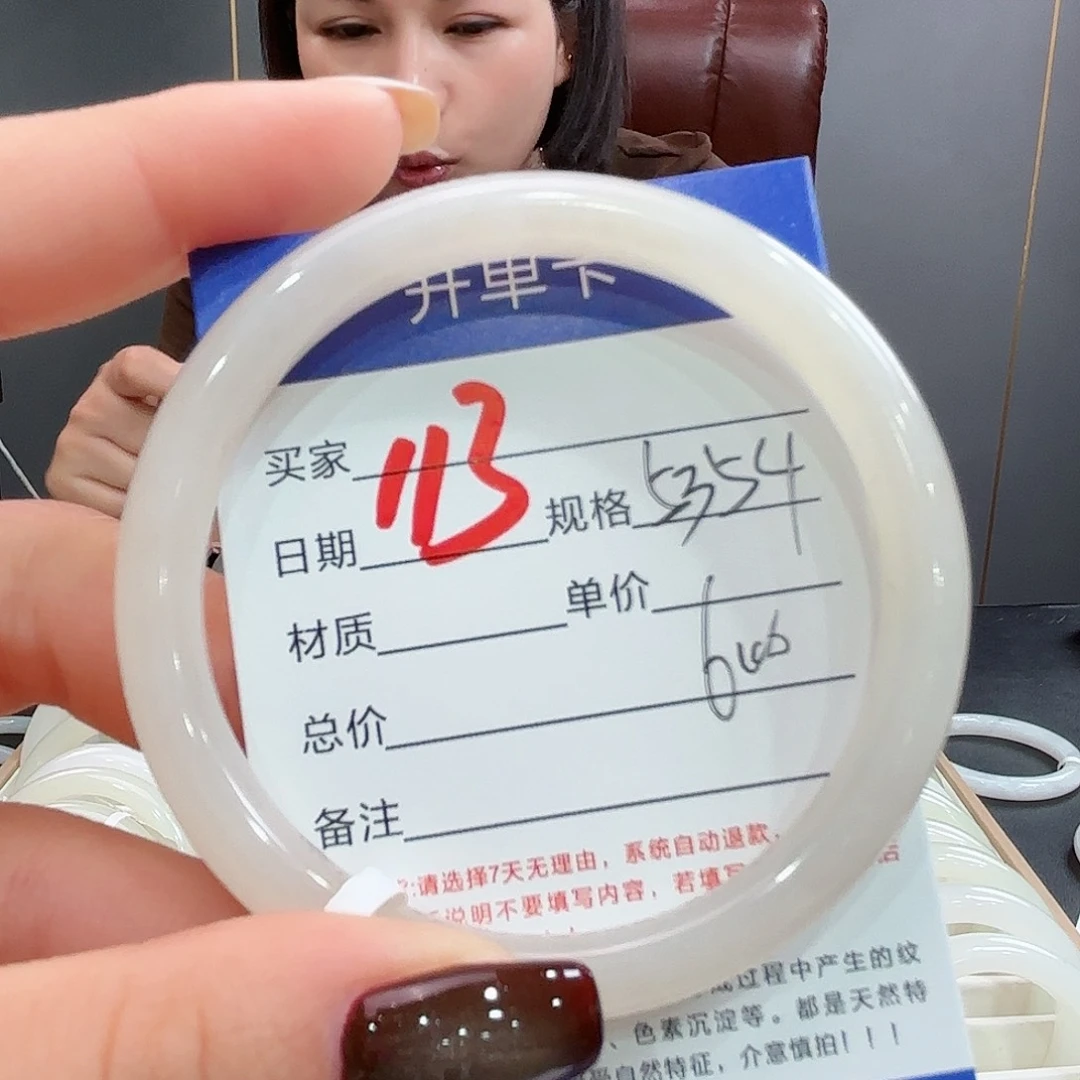 开单卡
买家
113
日期 规格 5354
材质 单价
600
总价
备注
2:请选择7天无理由，系统自动退款，
说明不要填写内容，若填写
过程中产生的纹
、色素沉淀等。都是天然特
受自然特征，介意慎拍！！！